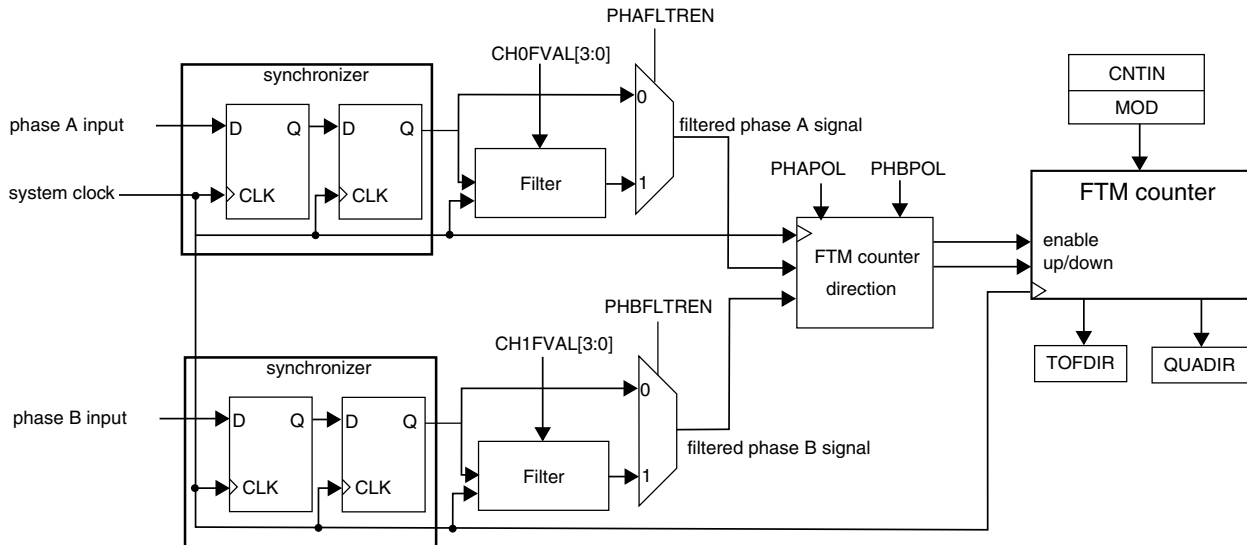 PHAFLTREN
CH0FVAL[3:0]
synchronizer
CNTIN
MOD
phase A input
D Q D Q
0
filtered phase A signal
system clock
CLK CLK
Filter
1
PHAPOL PHBPOL
FTM counter
enable
up/down
FTM counter
direction
PHBFLTREN
CH1FVAL[3:0]
synchronizer
TOFDIR QUADIR
phase B input
D Q D Q
0
filtered phase B signal
CLK CLK
Filter
1